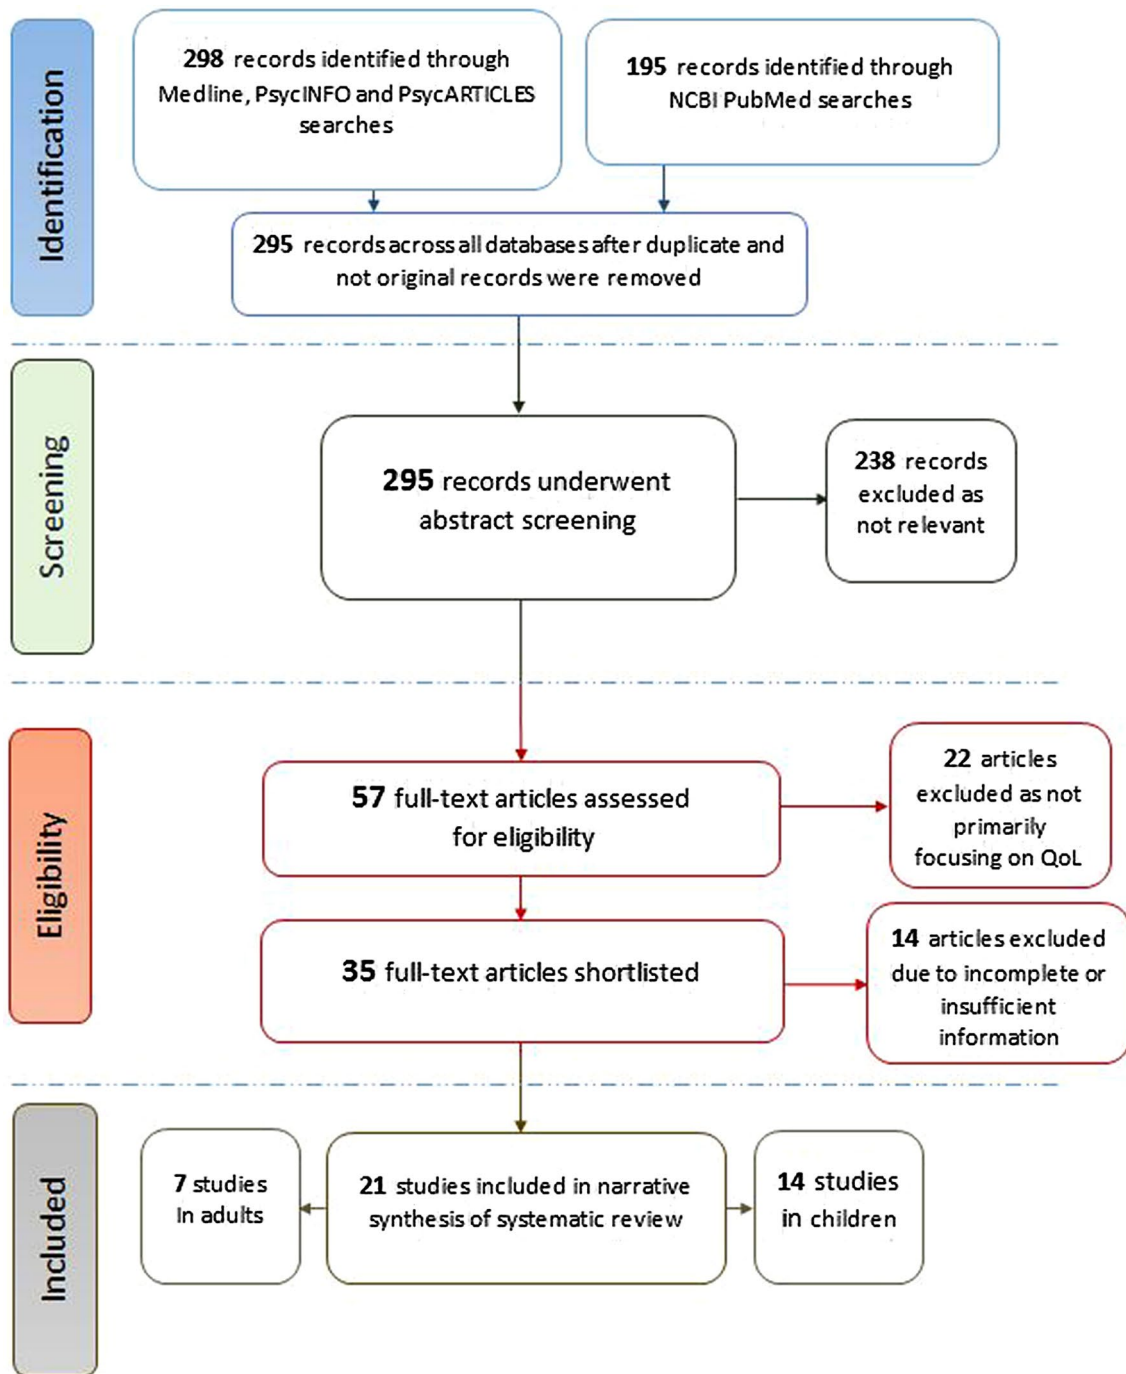 Identification
298 records identified through
Medline, PsycINFO and PsycARTICLES
searches
195 records identified through
NCBI PubMed searches
295 records across all databases after duplicate and
not original records were removed
Screening
295 records underwent
abstract screening
238 records
excluded as
not relevant
Eligibility
57 full-text articles assessed
for eligibility
22 articles
excluded as not
primarily
focusing on QoL
35 full-text articles shortlisted
14 articles excluded
due to incomplete or
insufficient
information
Included
7 studies
In adults
21 studies included in narrative
synthesis of systematic review
14 studies
in children